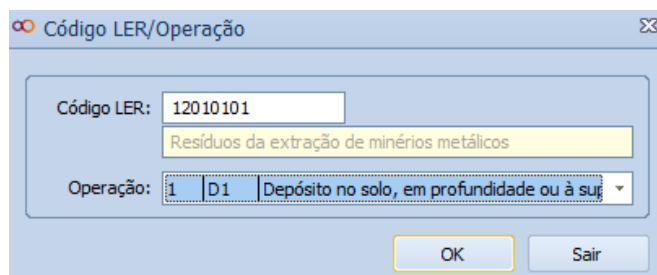 Código LER/Operação
Código LER: 12010101
Resíduos da extração de minérios metálicos
Operação: 1 D1 Depósito no solo, em profundidade ou à sup
OK Sair